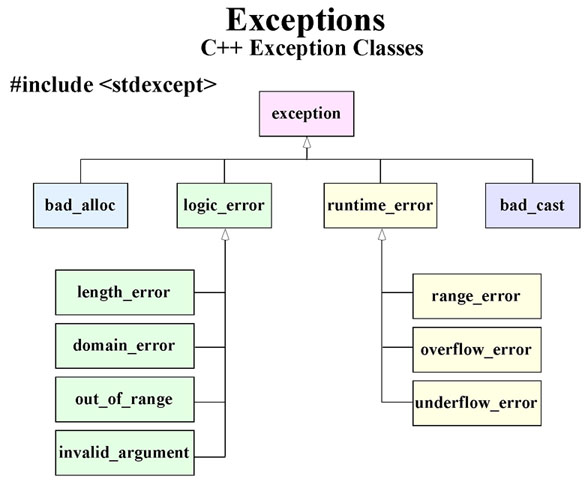 Exceptions
C++ Exception Classes
#include <stdexcept>
exception
bad_alloc
logic_error
runtime_error
bad_cast
length_error
domain_error
out_of_range
invalid_argument
range_error
overflow_error
underflow_error